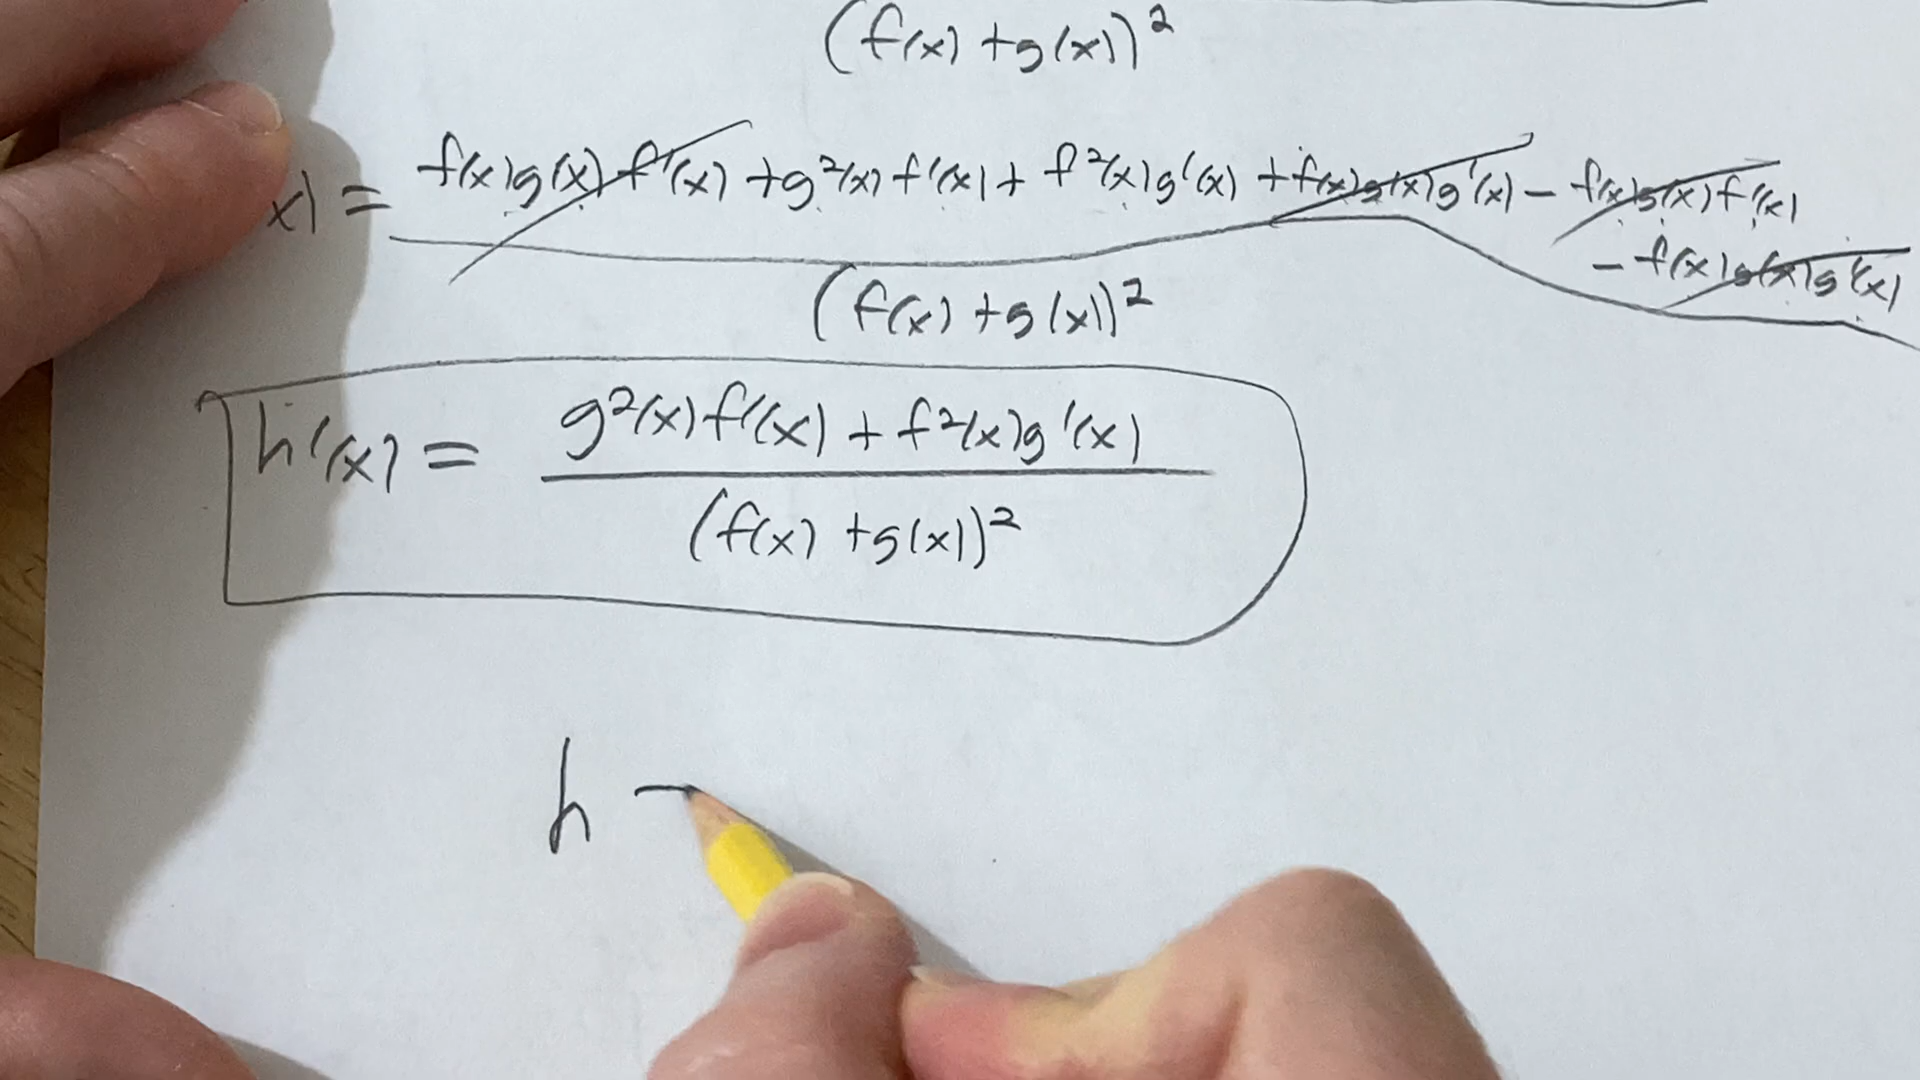 (f(x) + g(x))²
x) = f(x)g(x) f'(x) + g²(x) f'(x) + f²(x)g'(x) + f(x)g(x)g'(x) - f(x)g(x)f'(x)
- f(x)g(x)g'(x)
(f(x) + g(x))²
h'(x) = g²(x)f'(x) + f²(x)g'(x)
(f(x) + g(x))²
h